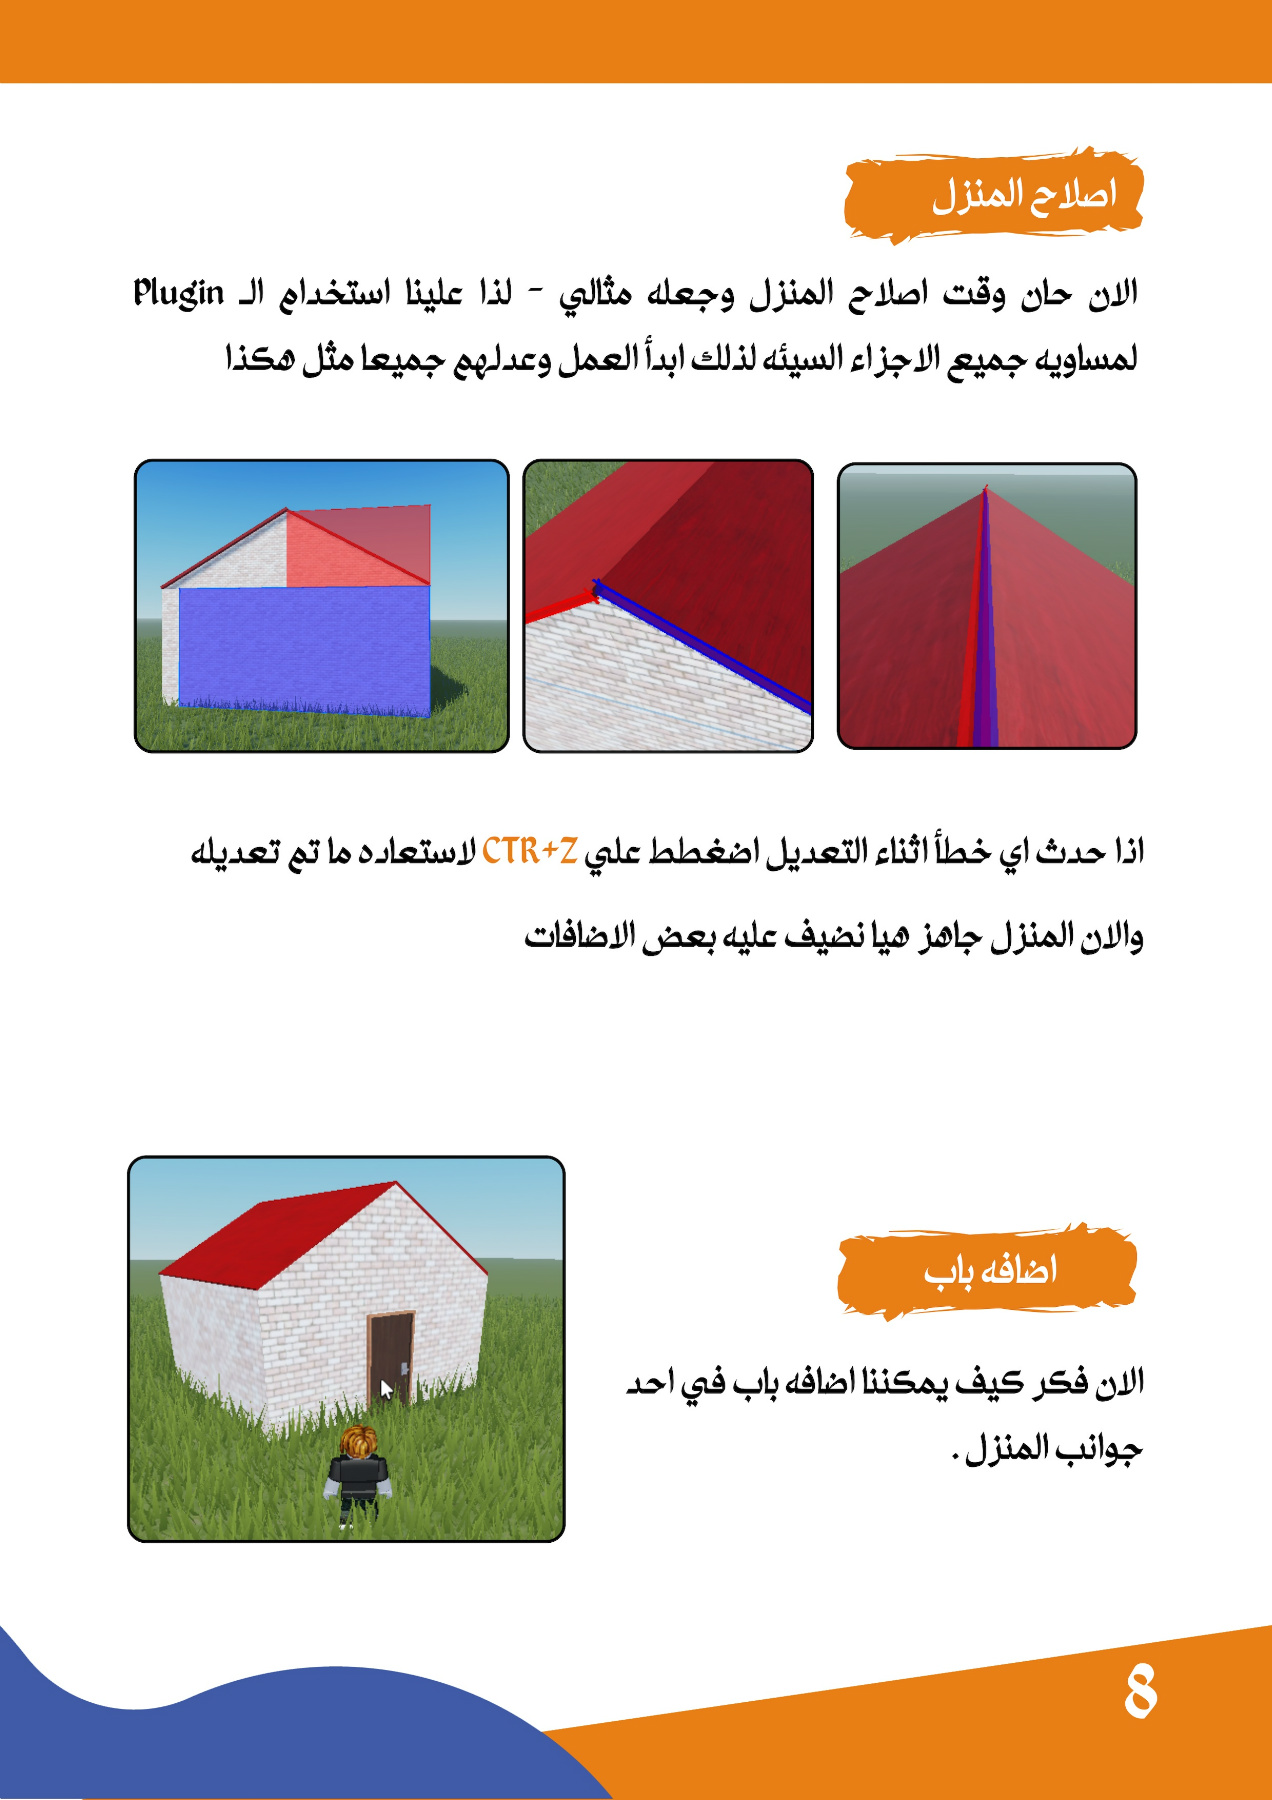 اصلاح المنزل
الان حان وقت اصلاح المنزل وجعله مثالي - لذا علينا استخدام الـ Plugin
لمساويه جميع الاجزاء السيئه لذلك ابدأ العمل وعدلهم جميعا مثل هكذا
اذا حدث اي خطأ اثناء التعديل اضغطط علي CTR+Z لاستعاده ما تم تعديله
والان المنزل جاهز هيا نضيف عليه بعض الاضافات
اضافه باب
الان فكر كيف يمكننا اضافه باب في احد
جوانب المنزل .
8